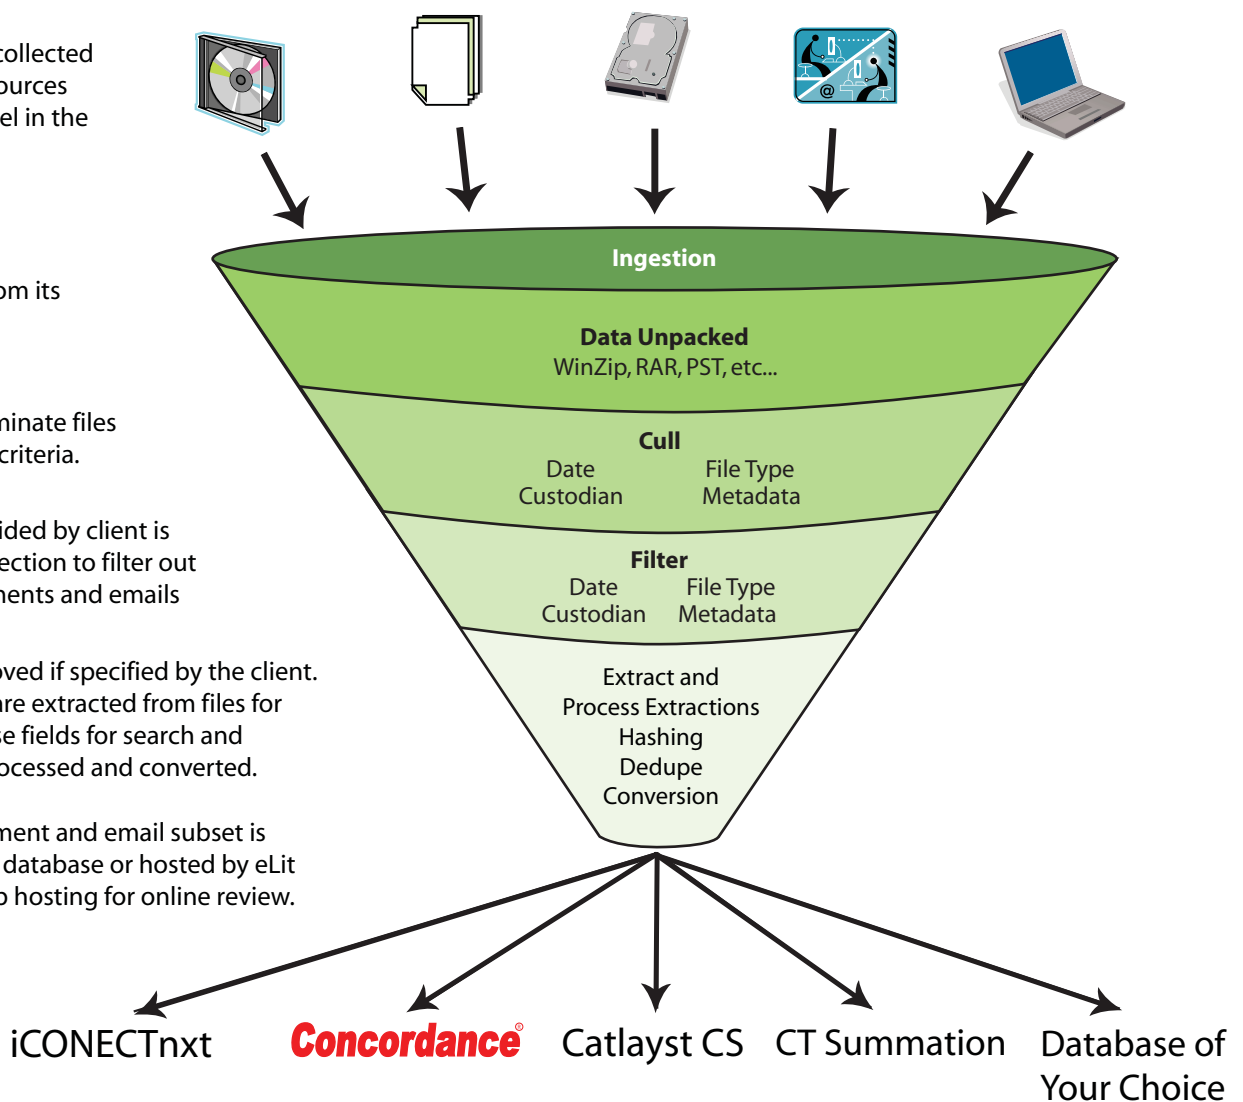 collected
ources
el in the
@
om its
minate files
criteria.
ided by client is
ection to filter out
nents and emails
oved if specified by the client.
are extracted from files for
se fields for search and
ocessed and converted.
ment and email subset is
database or hosted by eLit
o hosting for online review.
Ingestion
Data Unpacked
WinZip, RAR, PST, etc...
Cull
Date File Type
Custodian Metadata
Filter
Date File Type
Custodian Metadata
Extract and
Process Extractions
Hashing
Dedupe
Conversion
iCONECTnxt
Concordance®
Catlayst CS
CT Summation
Database of
Your Choice